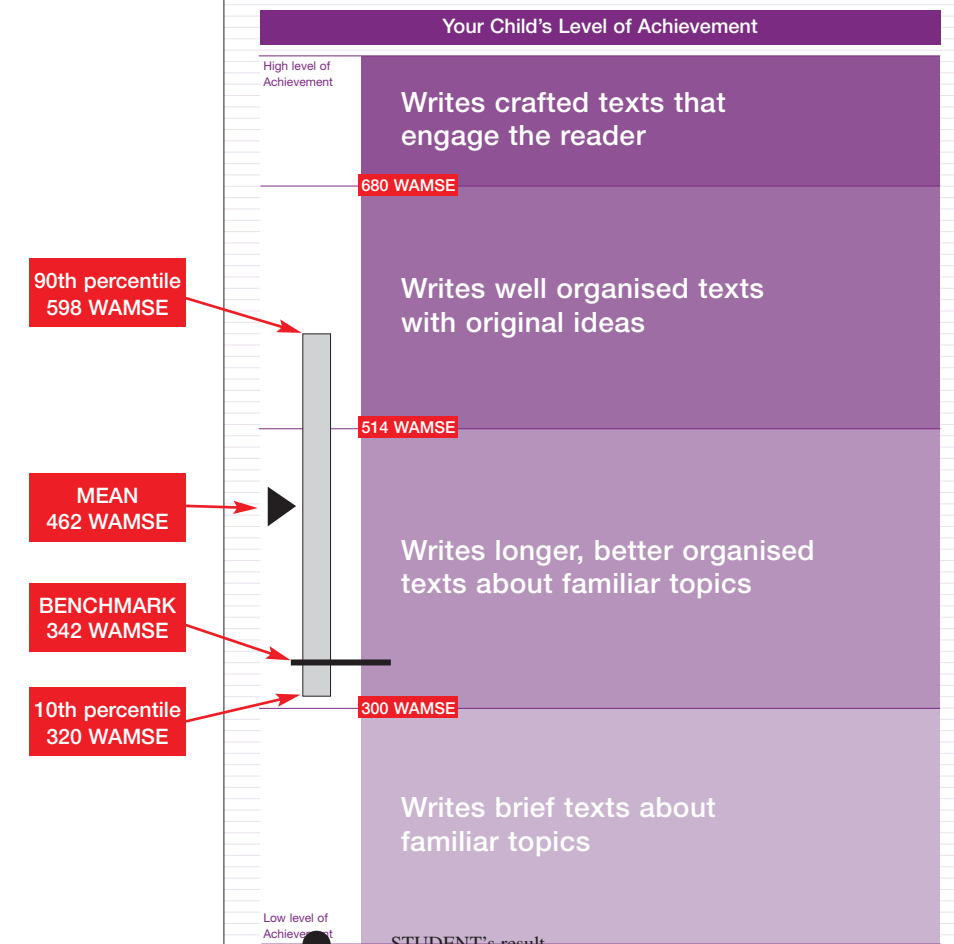 Your Child's Level of Achievement
High level of
Achievement
Writes crafted texts that
engage the reader
680 WAMSE
90th percentile
598 WAMSE
Writes well organised texts
with original ideas
514 WAMSE
MEAN
462 WAMSE
Writes longer, better organised
texts about familiar topics
BENCHMARK
342 WAMSE
10th percentile
320 WAMSE
300 WAMSE
Writes brief texts about
familiar topics
Low level of
Achievement
STUDENT's result